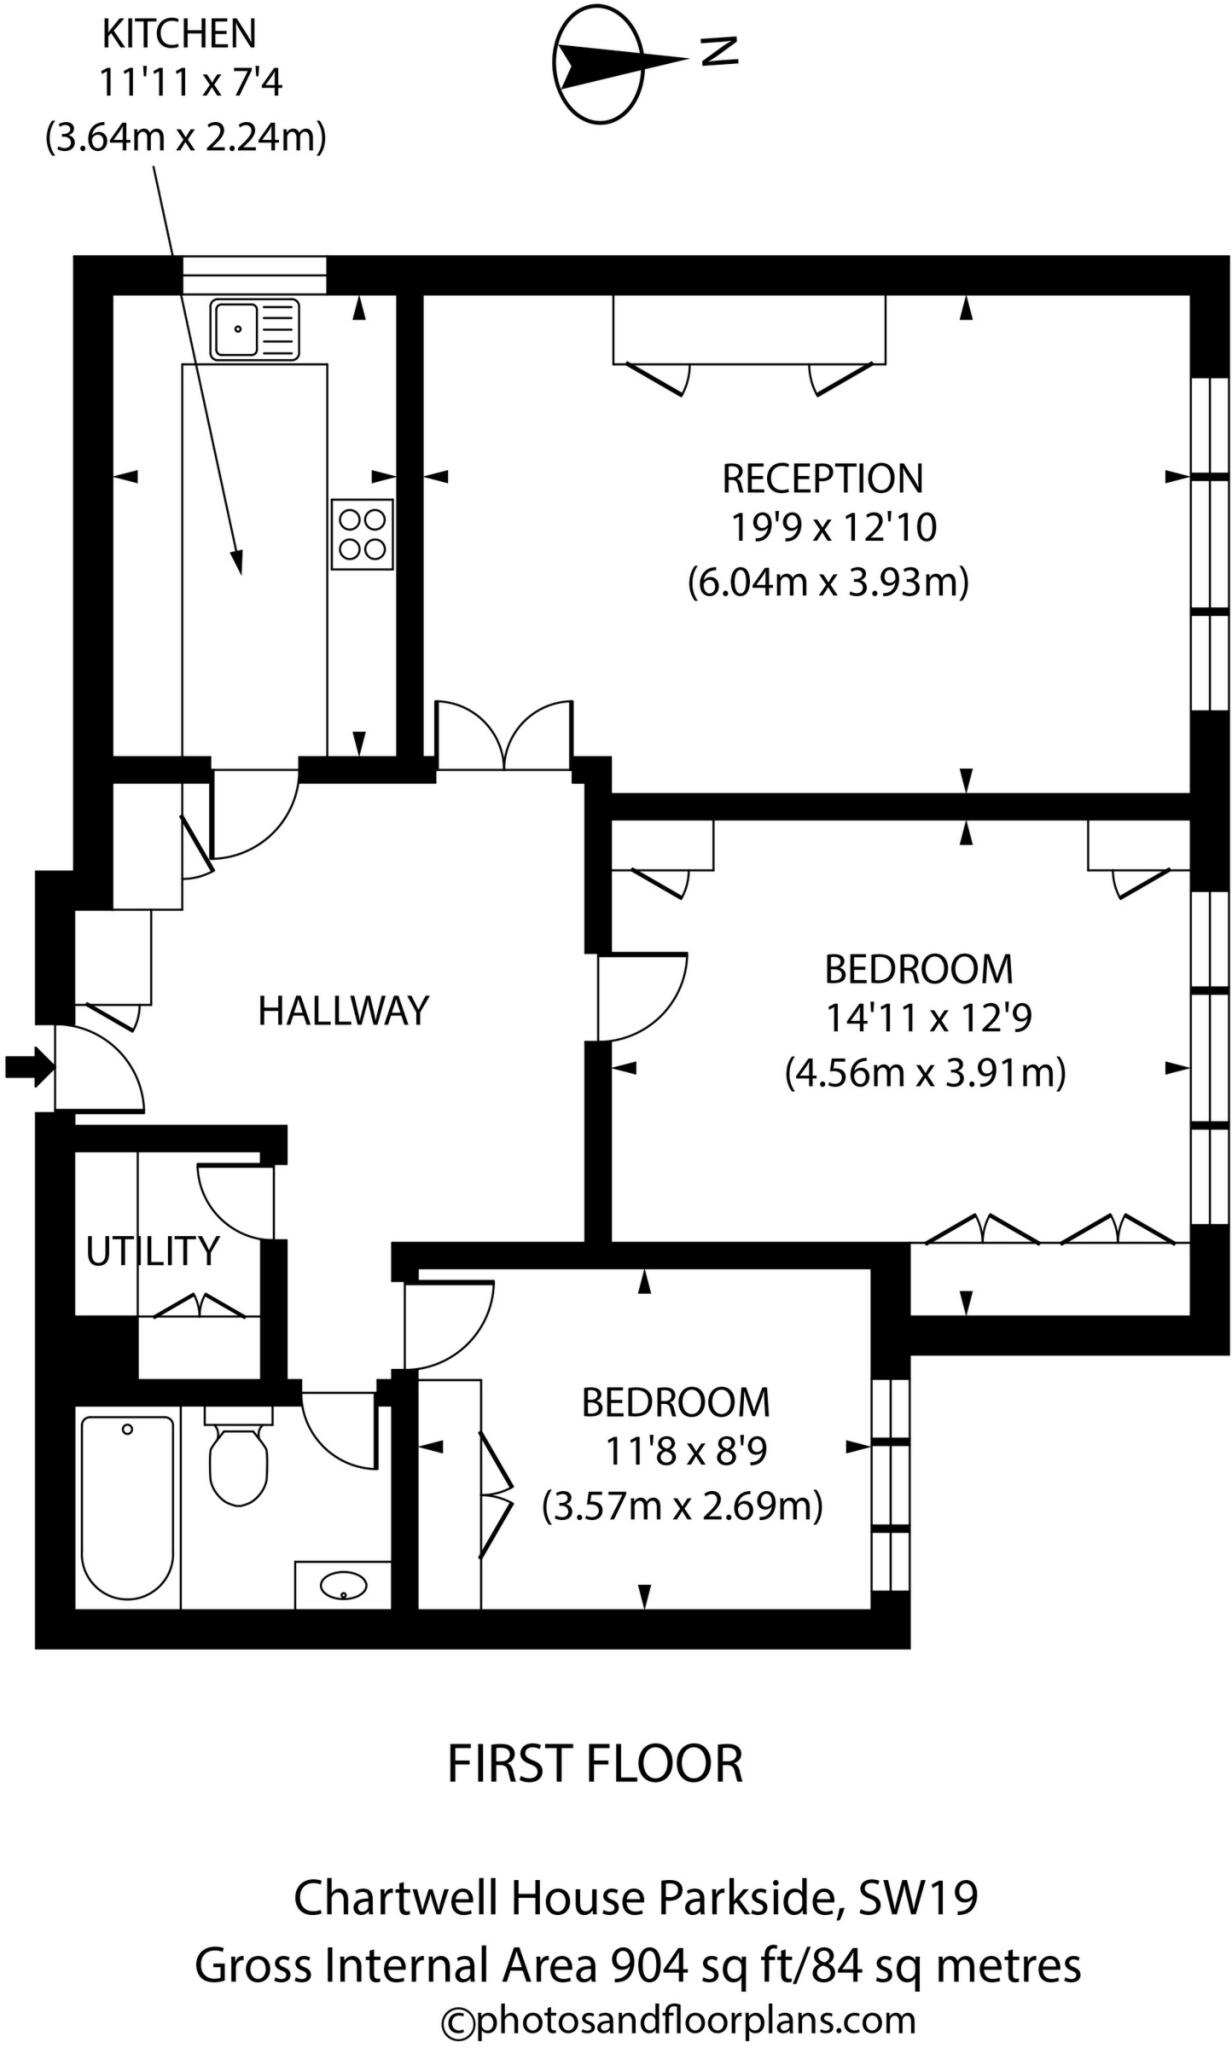 KITCHEN
11'11 x 7'4
(3.64m x 2.24m)
N
RECEPTION
19'9 x 12'10
(6.04m x 3.93m)
HALLWAY
BEDROOM
14'11 x 12'9
(4.56m x 3.91m)
UTILITY
BEDROOM
11'8 x 8'9
(3.57m x 2.69m)
FIRST FLOOR
Chartwell House Parkside, SW19
Gross Internal Area 904 sq ft/84 sq metres
©photosandfloorplans.com